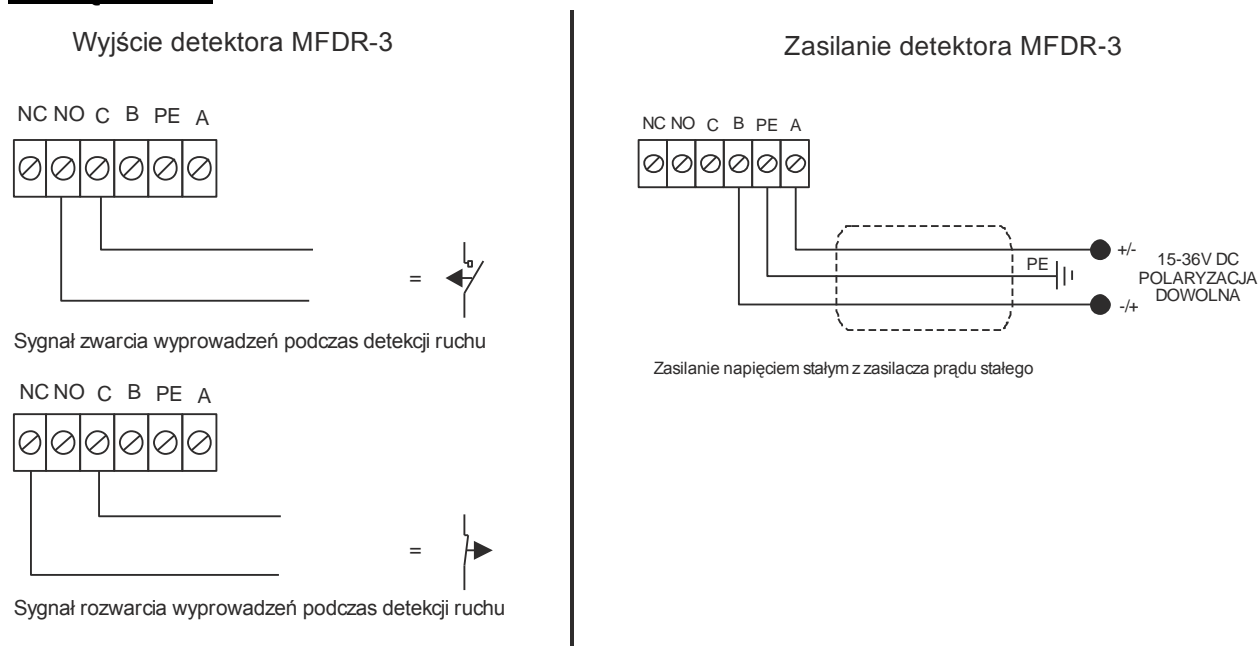 Wyjście detektora MFDR-3
NC NO C B PE A
=
Sygnał zwarcia wyprowadzeń podczas detekcji ruchu
NC NO C B PE A
=
Sygnał rozwarcia wyprowadzeń podczas detekcji ruchu
Zasilanie detektora MFDR-3
NC NO C B PE A
+/-
PE
-/+
15-36V DC
POLARYZACJA
DOWOLNA
Zasilanie napięciem stałym z zasilacza prądu stałego